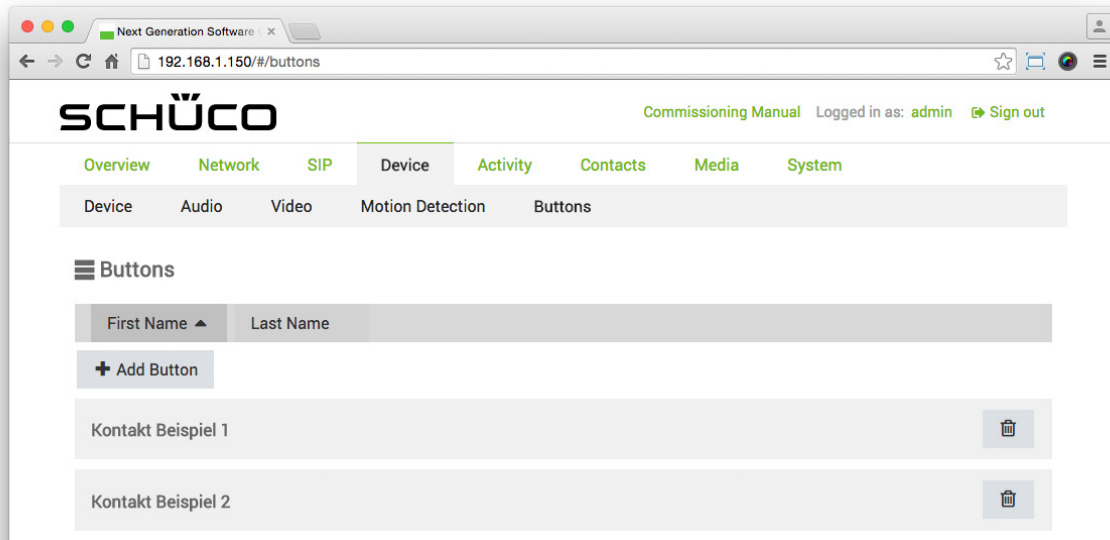 Next Generation Software
192.168.1.150/#/buttons
SCHÜCO
Commissioning Manual Logged in as: admin Sign out
Overview Network SIP Device Activity Contacts Media System
Device Audio Video Motion Detection Buttons
Buttons
First Name Last Name
Add Button
Kontakt Beispiel 1
Kontakt Beispiel 2